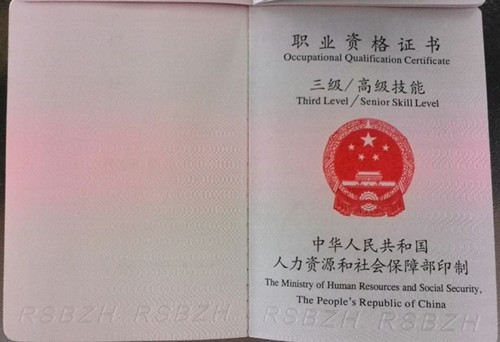 职业资格证书
Occupational Qualification Certificate
三级/高级技能
Third Level/Senior Skill Level
中华人民共和国
人力资源和社会保障部印制
The Ministry of Human Resources and Social Security,
The People's Republic of China
RSBZH RSBZH RSBZH RSBZH